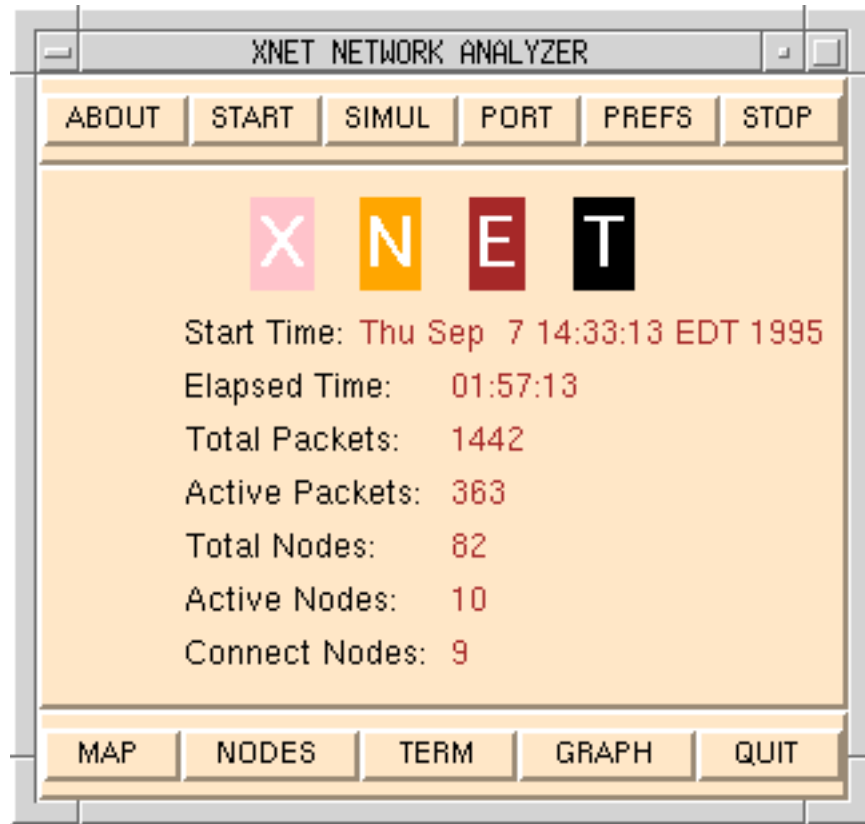 XNET NETWORK ANALYZER
ABOUT START SIMUL PORT PREFS STOP
X N E T
Start Time: Thu Sep  7 14:33:13 EDT 1995
Elapsed Time: 01:57:13
Total Packets: 1442
Active Packets: 363
Total Nodes: 82
Active Nodes: 10
Connect Nodes: 9
MAP NODES TERM GRAPH QUIT